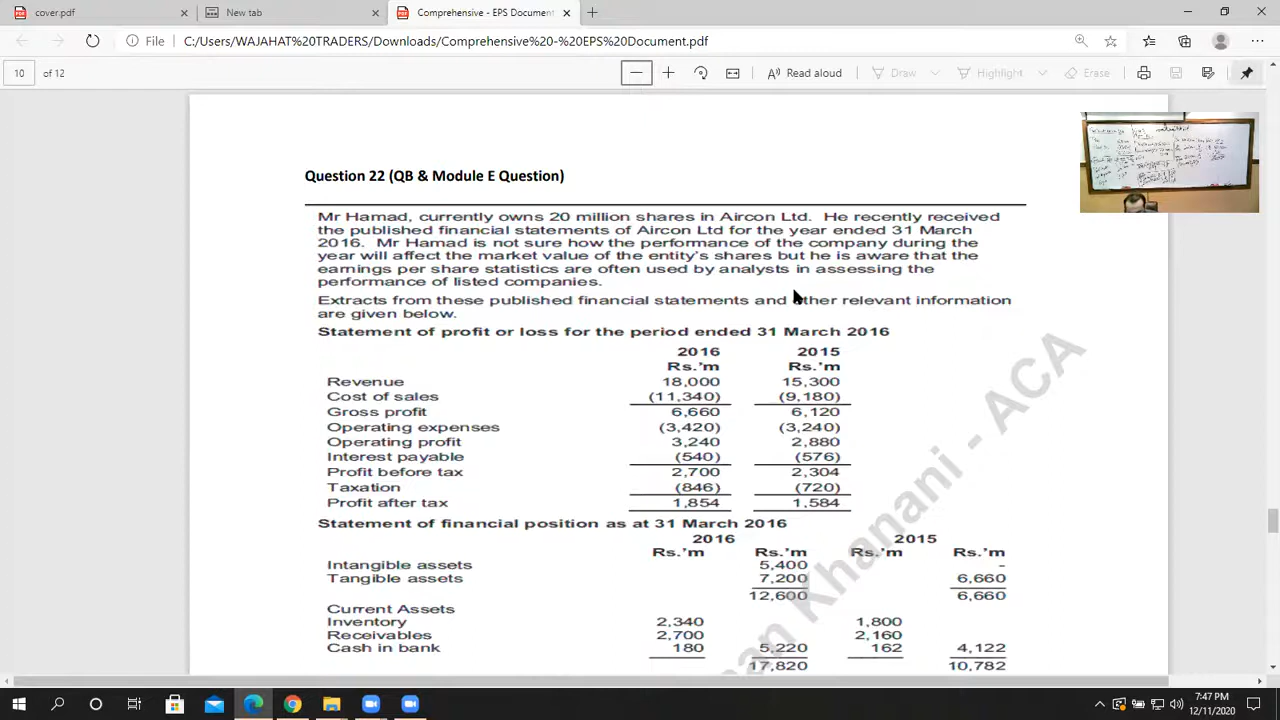 cover.pdf
New tab
Comprehensive - EPS Document
File C:/Users/WAJAHAT%20TRADERS/Downloads/Comprehensive%20-%20EPS%20Document.pdf
10 of 12 Read aloud Draw Highlight Erase
Question 22 (QB & Module E Question)
Mr Hamad, currently owns 20 million shares in Aircon Ltd. He recently received
the published financial statements of Aircon Ltd for the year ended 31 March
2016. Mr Hamad is not sure how the performance of the company during the
year will affect the market value of the entity's shares but he is aware that the
earnings per share statistics are often used by analysts in assessing the
performance of listed companies.
Extracts from these published financial statements and other relevant information
are given below.
Statement of profit or loss for the period ended 31 March 2016
2016 2015
Rs.'m Rs.'m
Revenue 18,000 15,300
Cost of sales (11,340) (9,180)
Gross profit 6,660 6,120
Operating expenses (3,420) (3,240)
Operating profit 3,240 2,880
Interest payable (540) (576)
Profit before tax 2,700 2,304
Taxation (846) (720)
Profit after tax 1,854 1,584
Statement of financial position as at 31 March 2016
2016 2015
Rs.'m Rs.'m Rs.'m Rs.'m
Intangible assets 5,400 -
Tangible assets 7,200 6,660
12,600 6,660
Current Assets
Inventory 2,340 1,800
Receivables 2,700 2,160
Cash in bank 180 5,220 162 4,122
17,820 10,782
Khanani - ACA
7:47 PM
12/11/2020